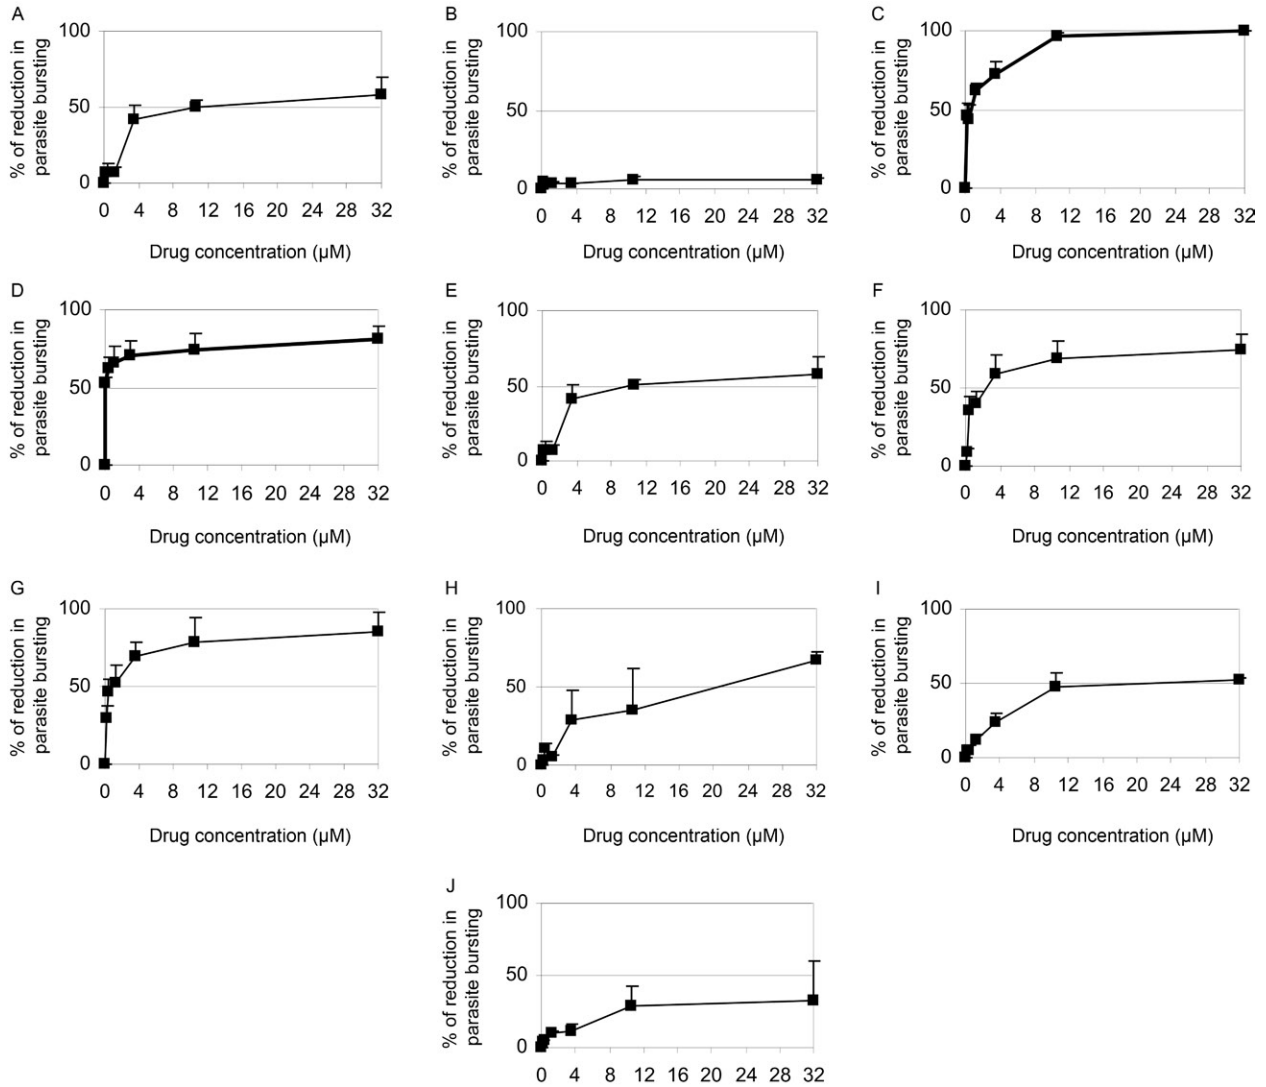 A
B
C
% of reduction in
parasite bursting
100
50
0
0 4 8 12 16 20 24 28 32
Drug concentration (µM)
% of reduction in
parasite bursting
100
50
0
0 4 8 12 16 20 24 28 32
Drug concentration (µM)
% of reduction in
parasite bursting
100
50
0
0 4 8 12 16 20 24 28 32
Drug concentration (µM)
D
E
F
% of reduction in
parasite bursting
100
50
0
0 4 8 12 16 20 24 28 32
Drug concentration (µM)
% of reduction in
parasite bursting
100
50
0
0 4 8 12 16 20 24 28 32
Drug concentration (µM)
% of reduction in
parasite bursting
100
50
0
0 4 8 12 16 20 24 28 32
Drug concentration (µM)
G
H
I
% of reduction in
parasite bursting
100
50
0
0 4 8 12 16 20 24 28 32
Drug concentration (µM)
% of reduction in
parasite bursting
100
50
0
0 4 8 12 16 20 24 28 32
Drug concentration (µM)
% of reduction in
parasite bursting
100
50
0
0 4 8 12 16 20 24 28 32
Drug concentration (µM)
J
% of reduction in
parasite bursting
100
50
0
0 4 8 12 16 20 24 28 32